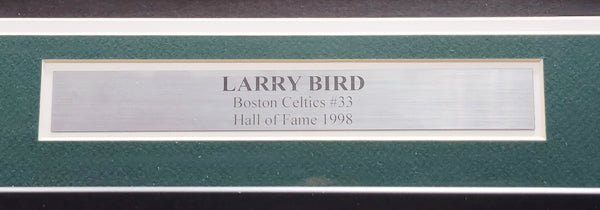 LARRY BIRD
Boston Celtics #33
Hall of Fame 1998